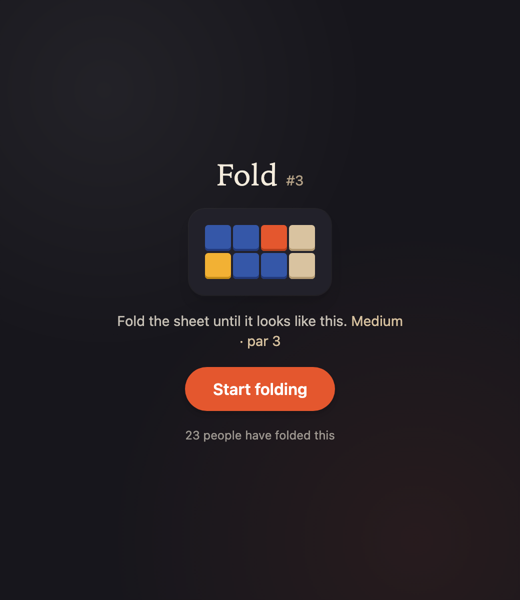 Fold #3
Fold the sheet until it looks like this. Medium
· par 3
Start folding
23 people have folded this